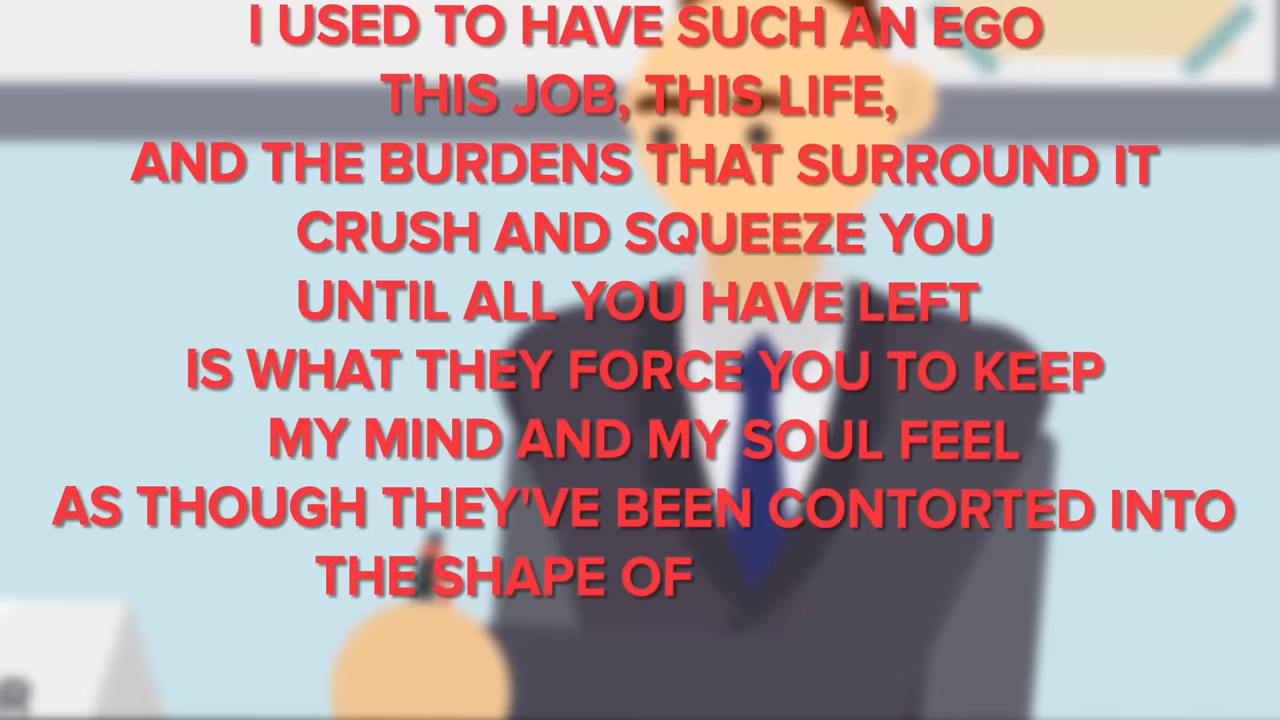 I USED TO HAVE SUCH AN EGO
THIS JOB, THIS LIFE,
AND THE BURDENS THAT SURROUND IT
CRUSH AND SQUEEZE YOU
UNTIL ALL YOU HAVE LEFT
IS WHAT THEY FORCE YOU TO KEEP
MY MIND AND MY SOUL FEEL
AS THOUGH THEY'VE BEEN CONTORTED INTO
THE SHAPE OF